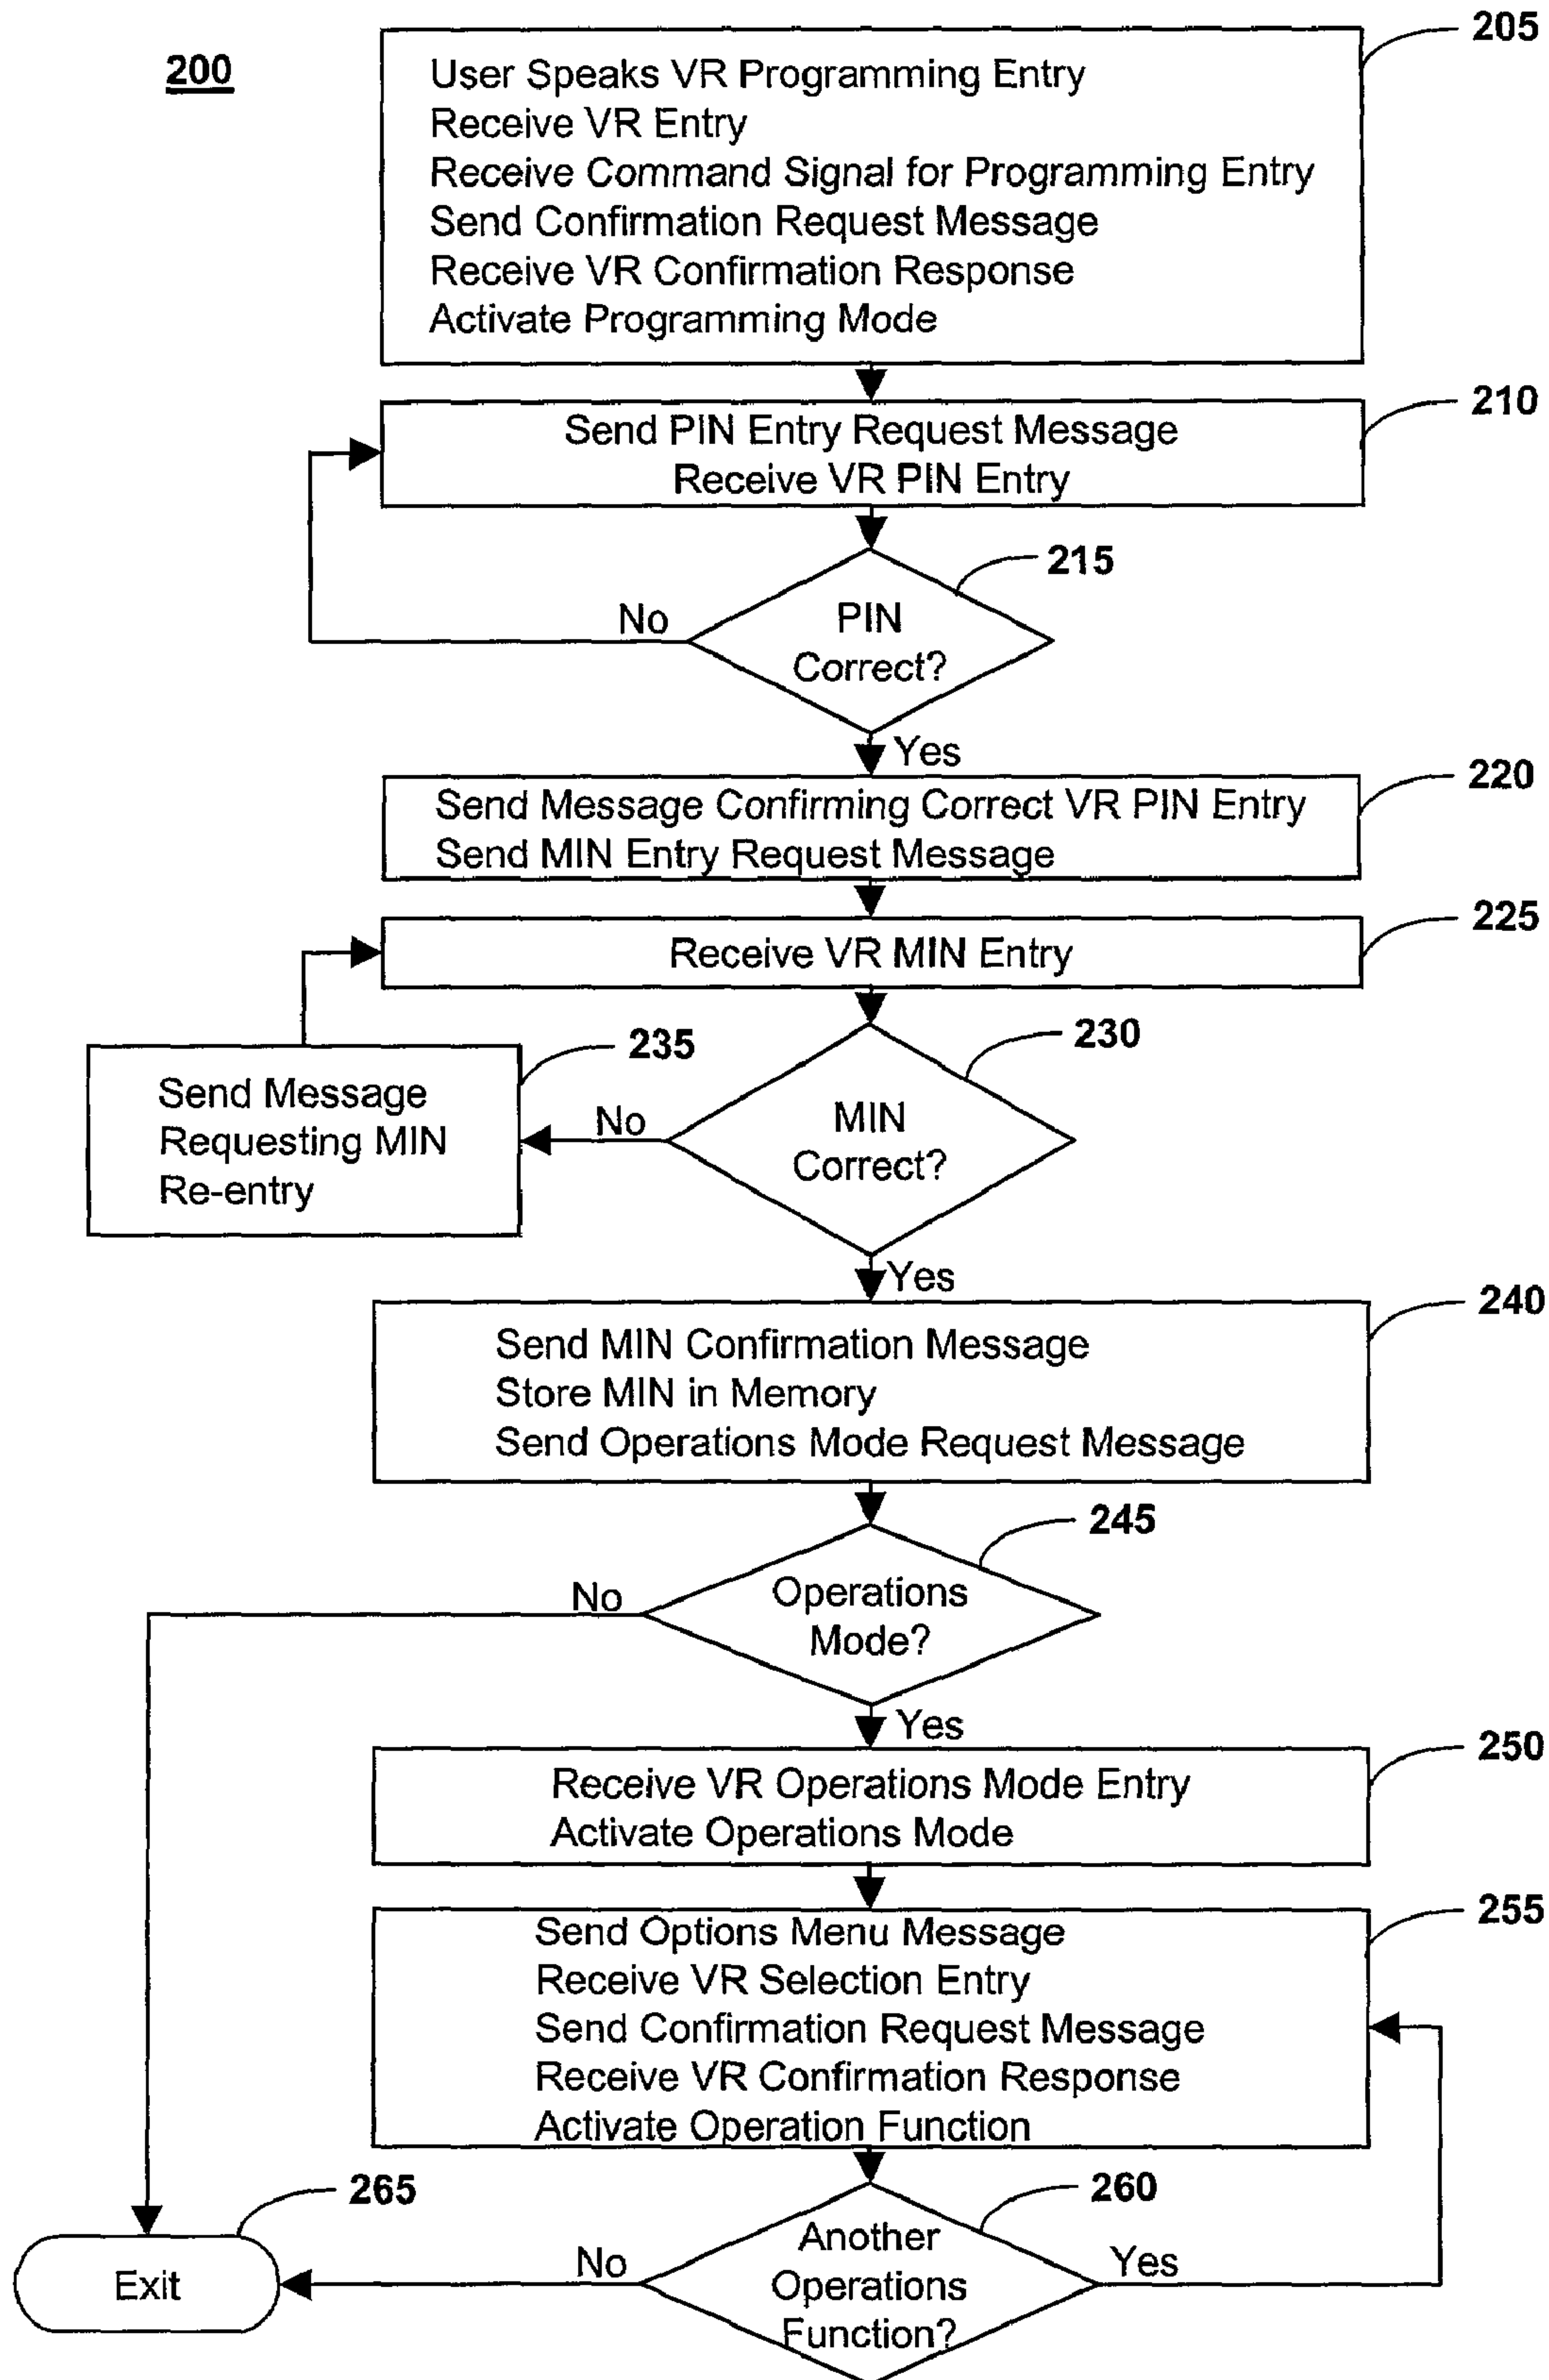 200
205
User Speaks VR Programming Entry
Receive VR Entry
Receive Command Signal for Programming Entry
Send Confirmation Request Message
Receive VR Confirmation Response
Activate Programming Mode
210
Send PIN Entry Request Message
Receive VR PIN Entry
215
PIN
Correct?
No
Yes
220
Send Message Confirming Correct VR PIN Entry
Send MIN Entry Request Message
225
Receive VR MIN Entry
230
MIN
Correct?
No
235
Send Message
Requesting MIN
Re-entry
Yes
240
Send MIN Confirmation Message
Store MIN in Memory
Send Operations Mode Request Message
245
Operations
Mode?
No
Yes
250
Receive VR Operations Mode Entry
Activate Operations Mode
255
Send Options Menu Message
Receive VR Selection Entry
Send Confirmation Request Message
Receive VR Confirmation Response
Activate Operation Function
260
Another
Operations
Function?
Yes
No
265
Exit